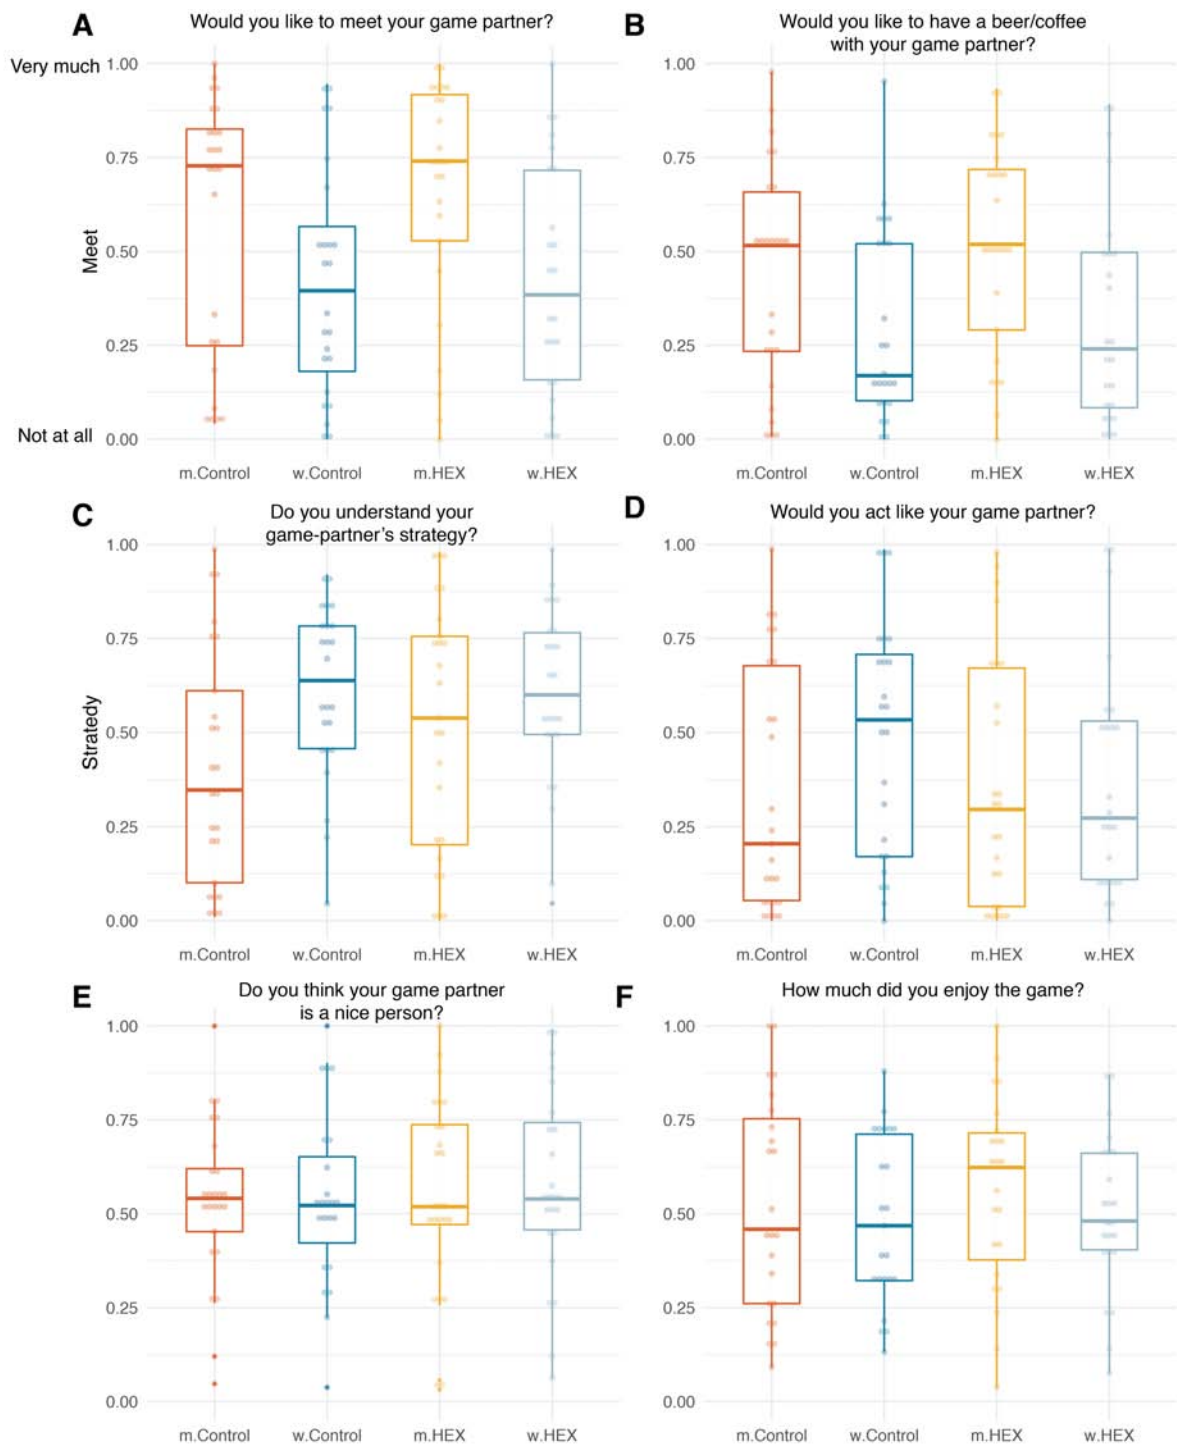 A
Would you like to meet your game partner?
Very much
1.00
0.75
0.50
0.25
Not at all
0.00
Meet
m.Control
w.Control
m.HEX
w.HEX
B
Would you like to have a beer/coffee
with your game partner?
1.00
0.75
0.50
0.25
0.00
m.Control
w.Control
m.HEX
w.HEX
C
Do you understand your
game-partner's strategy?
1.00
0.75
0.50
0.25
0.00
Stratedy
m.Control
w.Control
m.HEX
w.HEX
D
Would you act like your game partner?
1.00
0.75
0.50
0.25
0.00
m.Control
w.Control
m.HEX
w.HEX
E
Do you think your game partner
is a nice person?
1.00
0.75
0.50
0.25
0.00
m.Control
w.Control
m.HEX
w.HEX
F
How much did you enjoy the game?
1.00
0.75
0.50
0.25
0.00
m.Control
w.Control
m.HEX
w.HEX